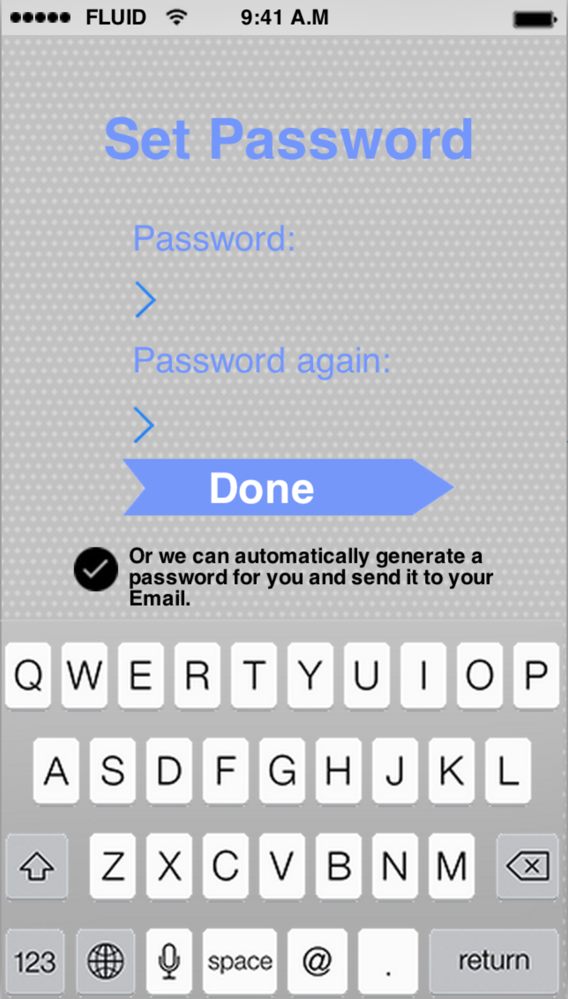 FLUID 9:41 A.M
Set Password
Password:
Password again:
Done
Or we can automatically generate a
password for you and send it to your
Email.
Q W E R T Y U I O P
A S D F G H J K L
Z X C V B N M
123 space @ . return